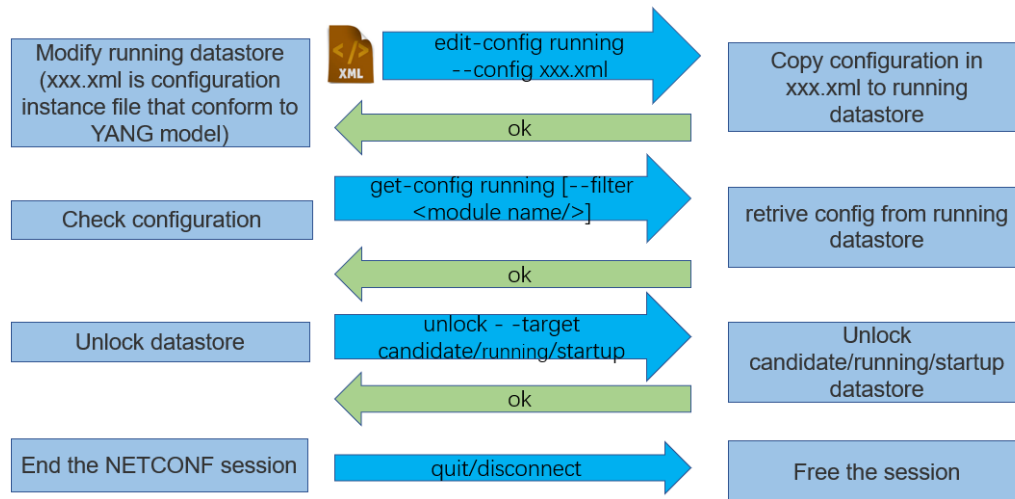 Modify running datastore
(xxx.xml is configuration
instance file that conform to
YANG model)
</>
XML
edit-config running
--config xxx.xml
Copy configuration in
xxx.xml to running
datastore
ok
Check configuration
get-config running [--filter
<module name/>]
retrive config from running
datastore
ok
Unlock datastore
unlock - -target
candidate/running/startup
Unlock
candidate/running/startup
datastore
ok
End the NETCONF session
quit/disconnect
Free the session